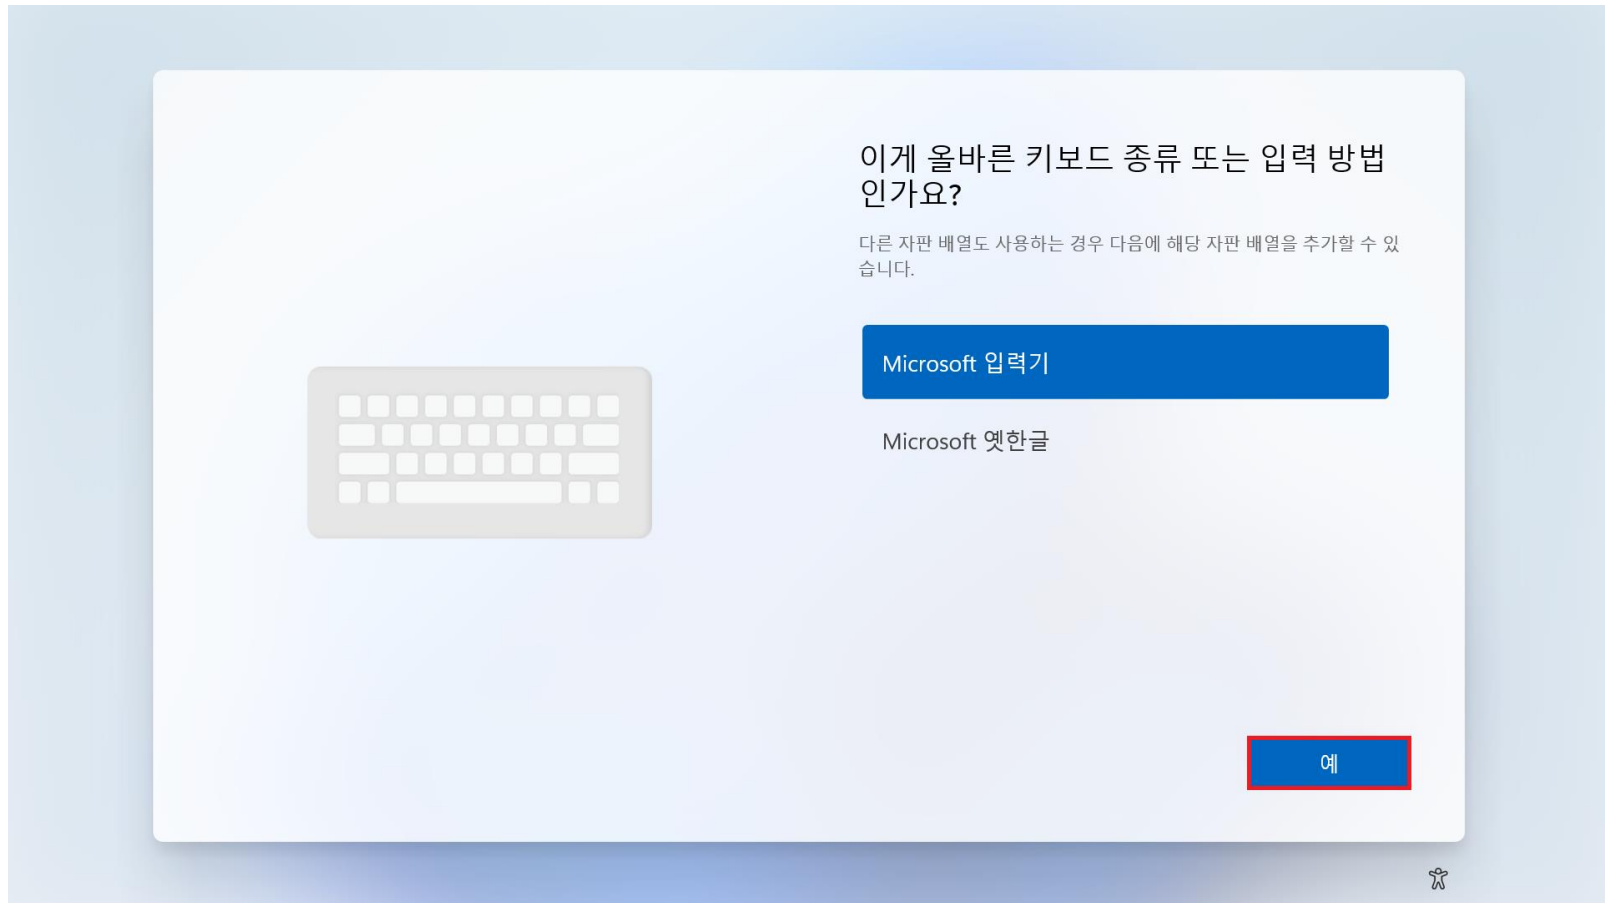 이게 올바른 키보드 종류 또는 입력 방법
인가요?
다른 자판 배열도 사용하는 경우 다음에 해당 자판 배열을 추가할 수 있
습니다.
Microsoft 입력기
Microsoft 옛한글
예